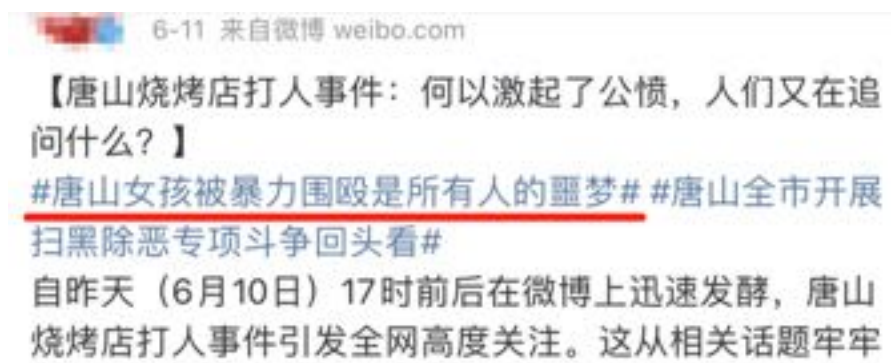 6-11 来自微博 weibo.com
【唐山烧烤店打人事件：何以激起了公愤，人们又在追
问什么？】
#唐山女孩被暴力围殴是所有人的噩梦# #唐山全市开展
扫黑除恶专项斗争回头看#
自昨天（6月10日）17时前后在微博上迅速发酵，唐山
烧烤店打人事件引发全网高度关注。这从相关话题牢牢